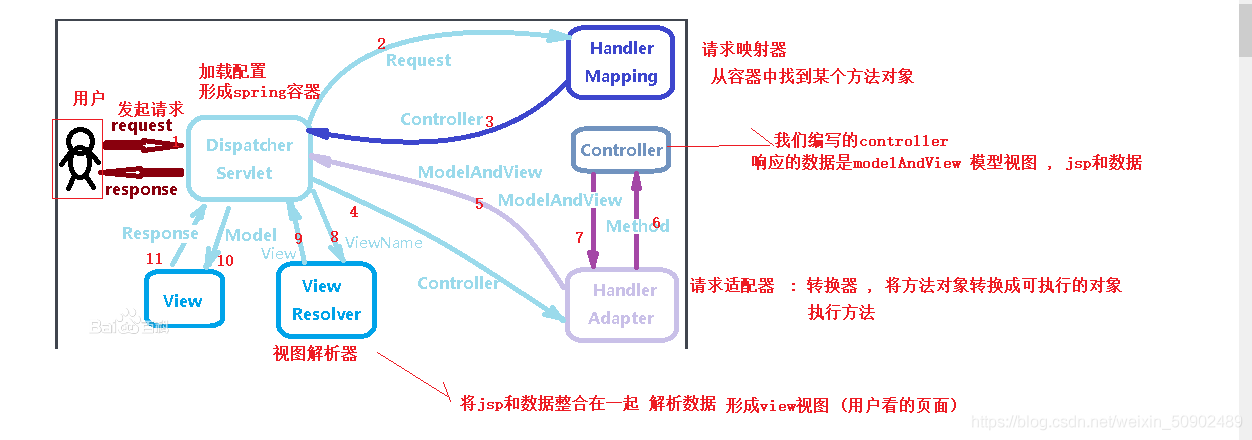 2
Request
Handler
Mapping
请求映射器
从容器中找到某个方法对象
加载配置
形成spring容器
用户
发起请求
request
1
Controller
3
Dispatcher
Servlet
Controller
我们编写的controller
响应的数据是modelAndView 模型视图 , jsp和数据
response
ModelAndView
5
ModelAndView
4
6
Method
7
Response
Model
9
8
View
ViewName
11
10
View
View
Resolver
Controller
Handler
Adapter
请求适配器 : 转换器 , 将方法对象转换成可执行的对象
执行方法
Bai百科
视图解析器
将jsp和数据整合在一起 解析数据 形成view视图 (用户看的页面)
https://blog.csdn.net/weixin_50902489